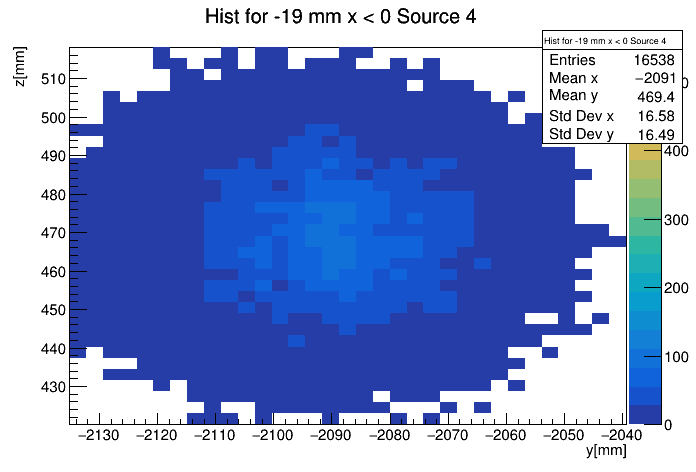 Hist for -19 mm x < 0 Source 4
Hist for -19 mm x < 0 Source 4
Entries 16538
Mean x −2091
Mean y 469.4
Std Dev x 16.58
Std Dev y 16.49
z[mm]
510
500
490
480
470
460
450
440
430
0
400
300
200
100
0
−2130 −2120 −2110 −2100 −2090 −2080 −2070 −2060 −2050 −2040
y[mm]